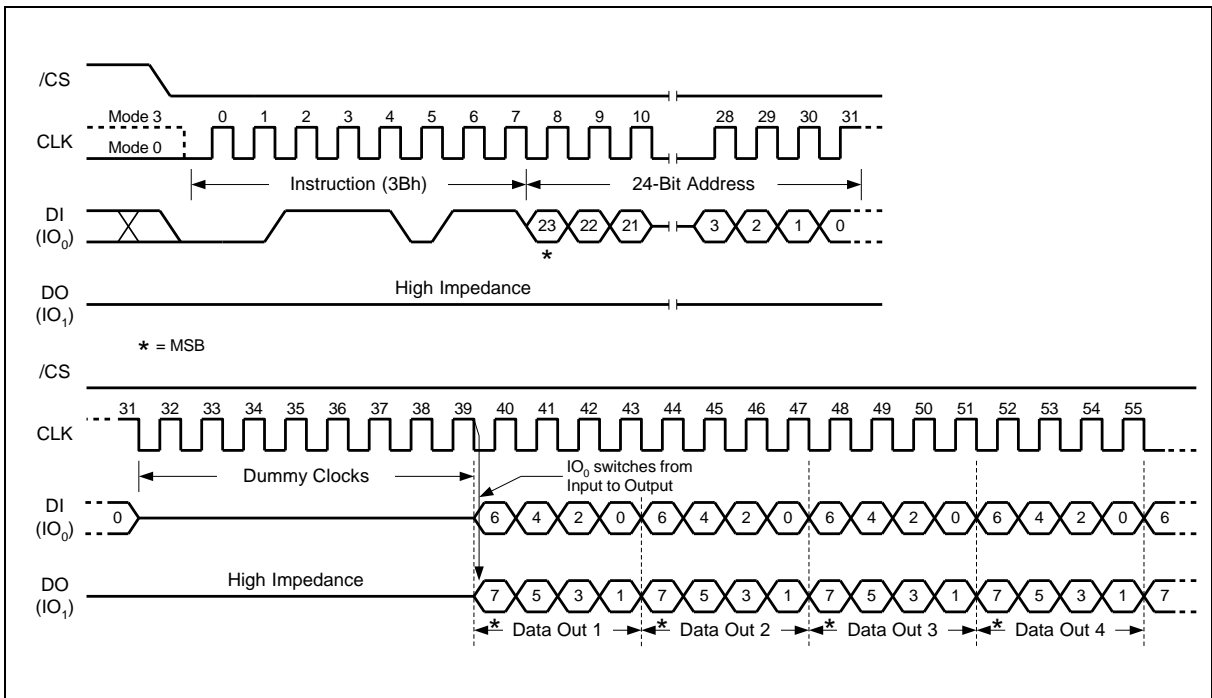 /CS
Mode 3 0 1 2 3 4 5 6 7 8 9 10 28 29 30 31
CLK
Mode 0
Instruction (3Bh) 24-Bit Address
DI
(IO0)
23 22 21 3 2 1 0
*
High Impedance
DO
(IO1)
* = MSB
/CS
31 32 33 34 35 36 37 38 39 40 41 42 43 44 45 46 47 48 49 50 51 52 53 54 55
CLK
Dummy Clocks
IO0 switches from
Input to Output
DI
(IO0)
0 6 4 2 0 6 4 2 0 6 4 2 0 6 4 2 0 6
High Impedance
DO
(IO1)
7 5 3 1 7 5 3 1 7 5 3 1 7 5 3 1 7
* Data Out 1 * Data Out 2 * Data Out 3 * Data Out 4